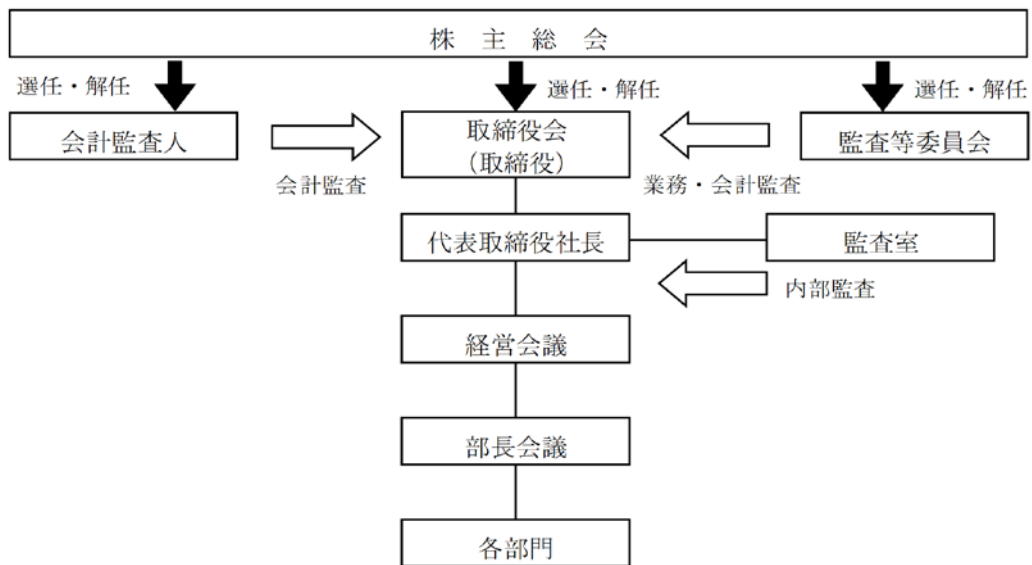 株主総会
選任・解任
選任・解任
選任・解任
会計監査人
取締役会
(取締役)
監査等委員会
会計監査
業務・会計監査
代表取締役社長
監査室
内部監査
経営会議
部長会議
各部門